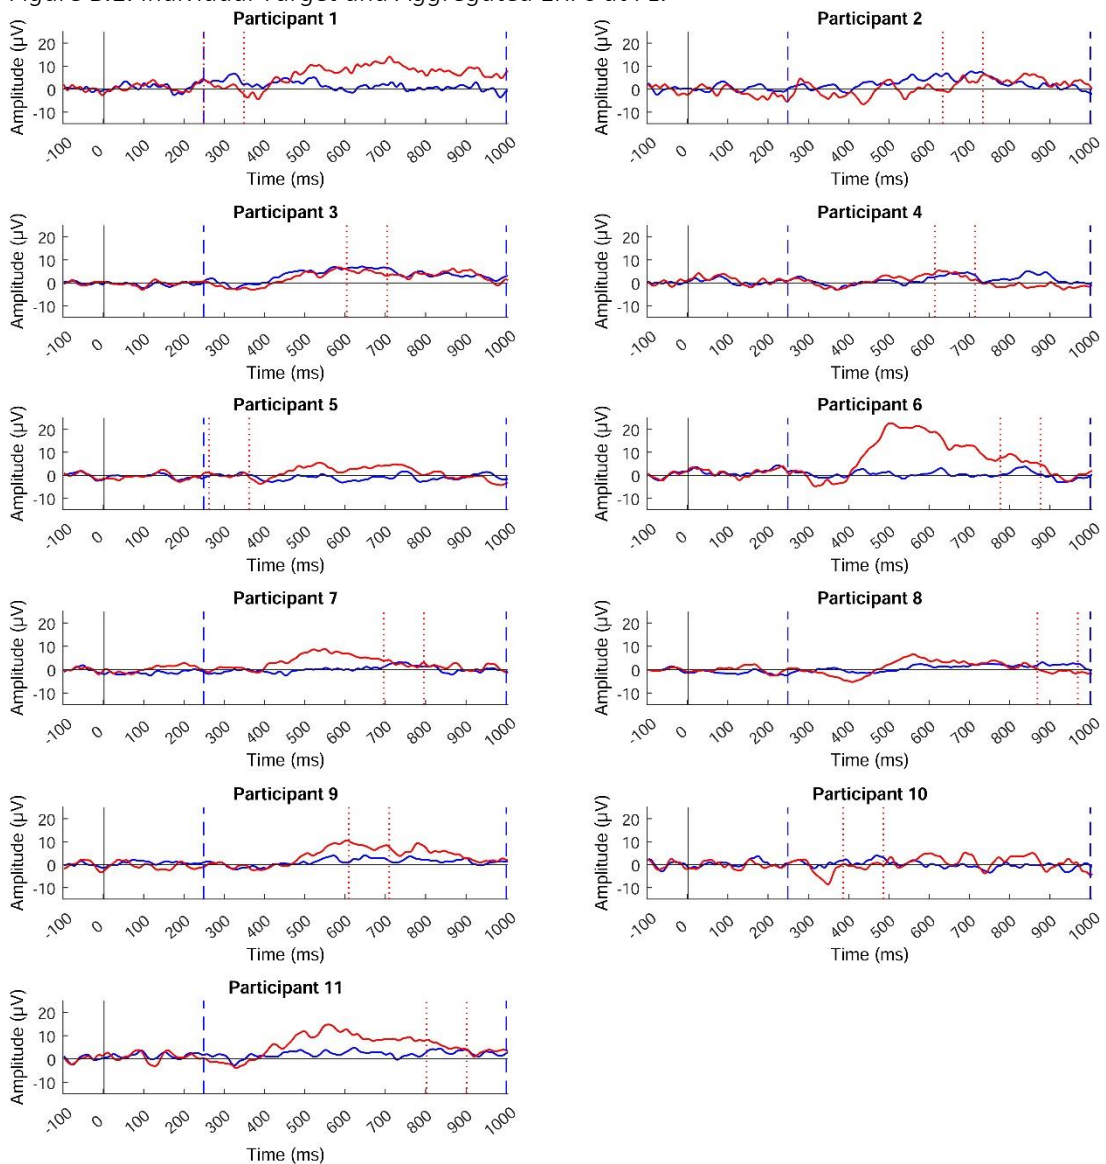 Figure Individual Target and Aggregated at
Participant 1
Amplitude (µV)
20
10
0
-10
-100 0 100 200 300 400 500 600 700 800 900 1000
Time (ms)
Participant 2
Amplitude (µV)
20
10
0
-10
-100 0 100 200 300 400 500 600 700 800 900 1000
Time (ms)
Participant 3
Amplitude (µV)
20
10
0
-10
-100 0 100 200 300 400 500 600 700 800 900 1000
Time (ms)
Participant 4
Amplitude (µV)
20
10
0
-10
-100 0 100 200 300 400 500 600 700 800 900 1000
Time (ms)
Participant 5
Amplitude (µV)
20
10
0
-10
-100 0 100 200 300 400 500 600 700 800 900 1000
Time (ms)
Participant 6
Amplitude (µV)
20
10
0
-10
-100 0 100 200 300 400 500 600 700 800 900 1000
Time (ms)
Participant 7
Amplitude (µV)
20
10
0
-10
-100 0 100 200 300 400 500 600 700 800 900 1000
Time (ms)
Participant 8
Amplitude (µV)
20
10
0
-10
-100 0 100 200 300 400 500 600 700 800 900 1000
Time (ms)
Participant 9
Amplitude (µV)
20
10
0
-10
-100 0 100 200 300 400 500 600 700 800 900 1000
Time (ms)
Participant 10
Amplitude (µV)
20
10
0
-10
-100 0 100 200 300 400 500 600 700 800 900 1000
Time (ms)
Participant 11
Amplitude (µV)
20
10
0
-10
-100 0 100 200 300 400 500 600 700 800 900 1000
Time (ms)